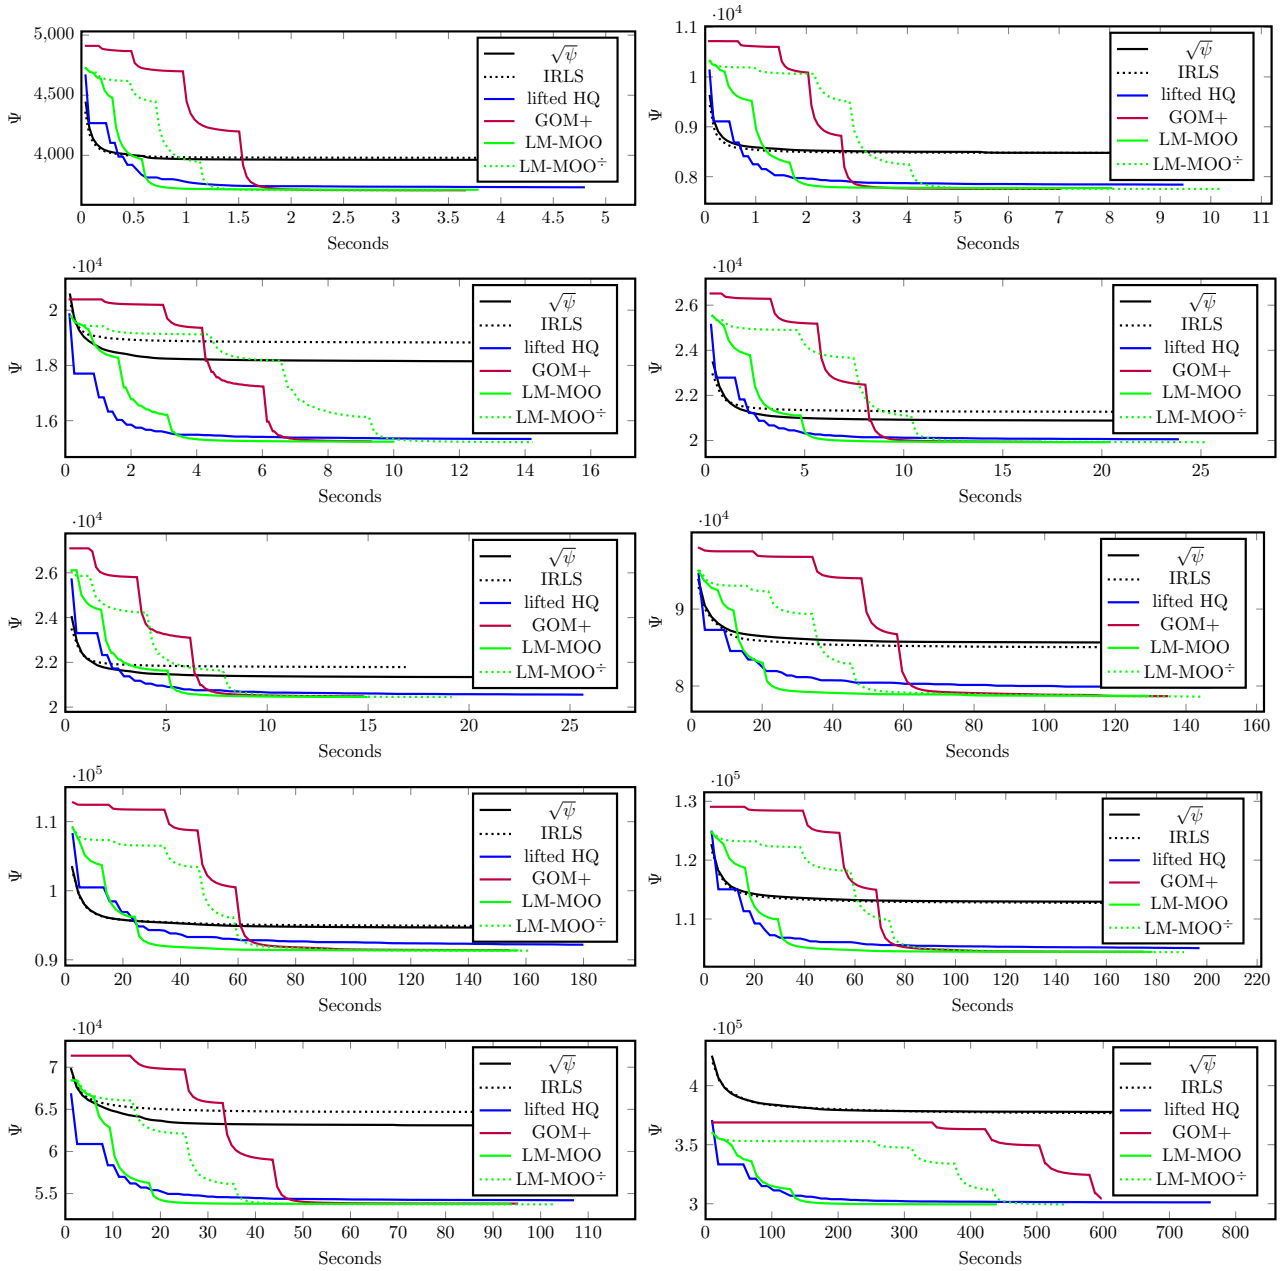 5,000
4,500
4,000
Ψ
0 0.5 1 1.5 2 2.5 3 3.5 4 4.5 5
Seconds
√ψ
IRLS
lifted HQ
GOM+
LM-MOO
LM-MOO÷
·10⁴
1.1
1
0.9
0.8
Ψ
0 1 2 3 4 5 6 7 8 9 10 11
Seconds
√ψ
IRLS
lifted HQ
GOM+
LM-MOO
LM-MOO÷
·10⁴
2
1.8
1.6
Ψ
0 2 4 6 8 10 12 14 16
Seconds
√ψ
IRLS
lifted HQ
GOM+
LM-MOO
LM-MOO÷
·10⁴
2.6
2.4
2.2
2
Ψ
0 5 10 15 20 25
Seconds
√ψ
IRLS
lifted HQ
GOM+
LM-MOO
LM-MOO÷
·10⁴
2.6
2.4
2.2
2
Ψ
0 5 10 15 20 25
Seconds
√ψ
IRLS
lifted HQ
GOM+
LM-MOO
LM-MOO÷
·10⁴
9
8
Ψ
0 20 40 60 80 100 120 140 160
Seconds
√ψ
IRLS
lifted HQ
GOM+
LM-MOO
LM-MOO÷
·10⁵
1.1
1
0.9
Ψ
0 20 40 60 80 100 120 140 160 180
Seconds
√ψ
IRLS
lifted HQ
GOM+
LM-MOO
LM-MOO÷
·10⁵
1.3
1.2
1.1
Ψ
0 20 40 60 80 100 120 140 160 180 200 220
Seconds
√ψ
IRLS
lifted HQ
GOM+
LM-MOO
LM-MOO÷
·10⁴
7
6.5
6
5.5
Ψ
0 10 20 30 40 50 60 70 80 90 100 110
Seconds
√ψ
IRLS
lifted HQ
GOM+
LM-MOO
LM-MOO÷
·10⁵
4
3.5
3
Ψ
0 100 200 300 400 500 600 700 800
Seconds
√ψ
IRLS
lifted HQ
GOM+
LM-MOO
LM-MOO÷